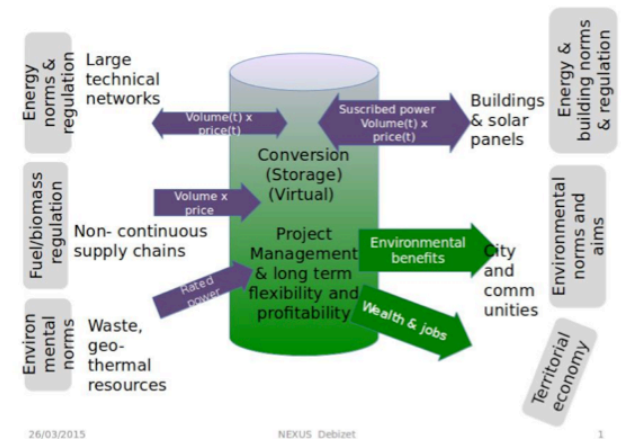 Energy
norms &
regulation
Large
technical
networks
Volume(t) x
price(t)
Suscribed power
Volume(t) x
price(t)
Buildings
& solar
panels
Energy &
building norms
& regulation
Conversion
(Storage)
(Virtual)
Fuel/biomass
regulation
Volume x
price
Non- continuous
supply chains
Project
Management
& long term
flexibility and
profitability
Environmental
benefits
City
and
comm
unities
Environmental
norms and
aims
Rated
power
Environ
mental
norms
Waste,
geo-
thermal
resources
Wealth & jobs
Territorial
economy
26/03/2015
NEXUS Debizet
1